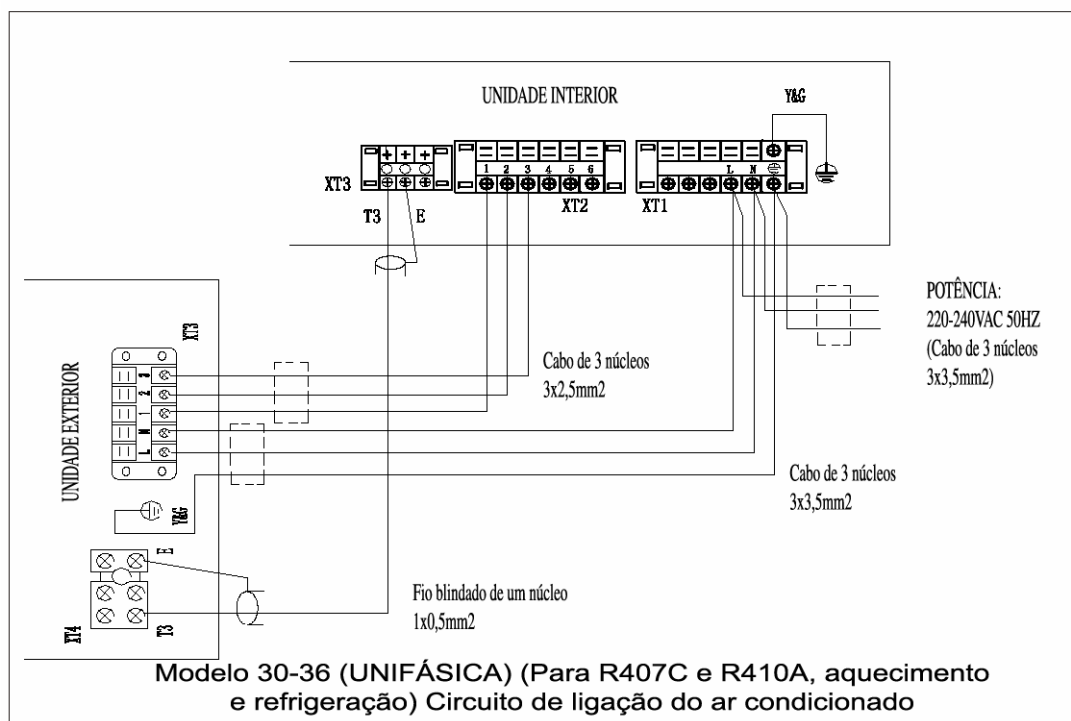 UNIDADE INTERIOR
Y&G
1 2 3 4 5 6
L N
XT3
XT2
XT1
T3 E
POTÊNCIA:
220-240VAC 50HZ
(Cabo de 3 núcleos
3x3,5mm2)
XT3
UNIDADE EXTERIOR
3
2
1
N
L
Cabo de 3 núcleos
3x2,5mm2
Cabo de 3 núcleos
3x3,5mm2
Y&G
E
XT4
T3
Fio blindado de um núcleo
1x0,5mm2
Modelo 30-36 (UNIFÁSICA) (Para R407C e R410A, aquecimento
e refrigeração) Circuito de ligação do ar condicionado